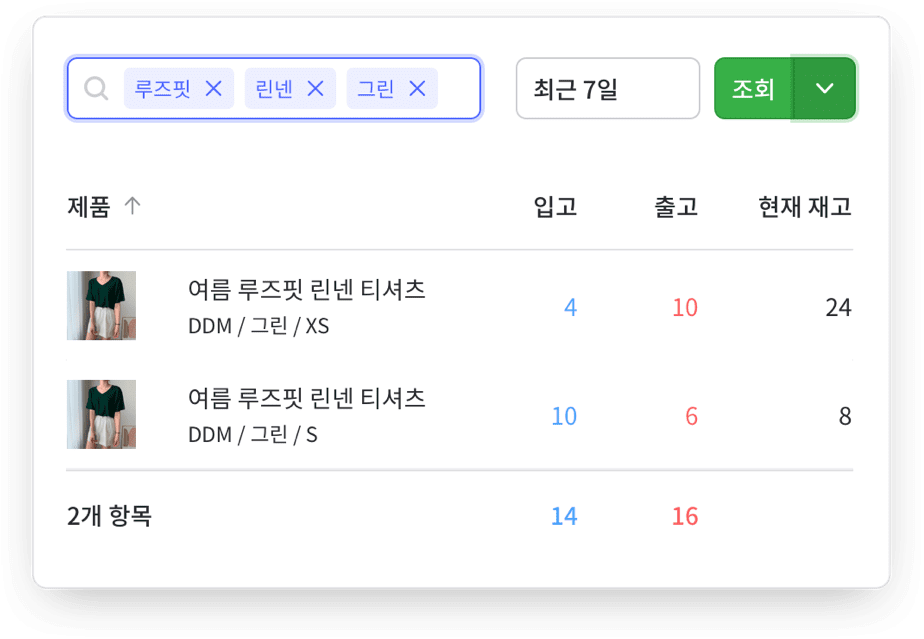 루즈핏 린넨 그린 최근 7일 조회
제품 입고 출고 현재 재고
여름 루즈핏 린넨 티셔츠
DDM / 그린 / XS
4 10 24
여름 루즈핏 린넨 티셔츠
DDM / 그린 / S
10 6 8
2개 항목 14 16